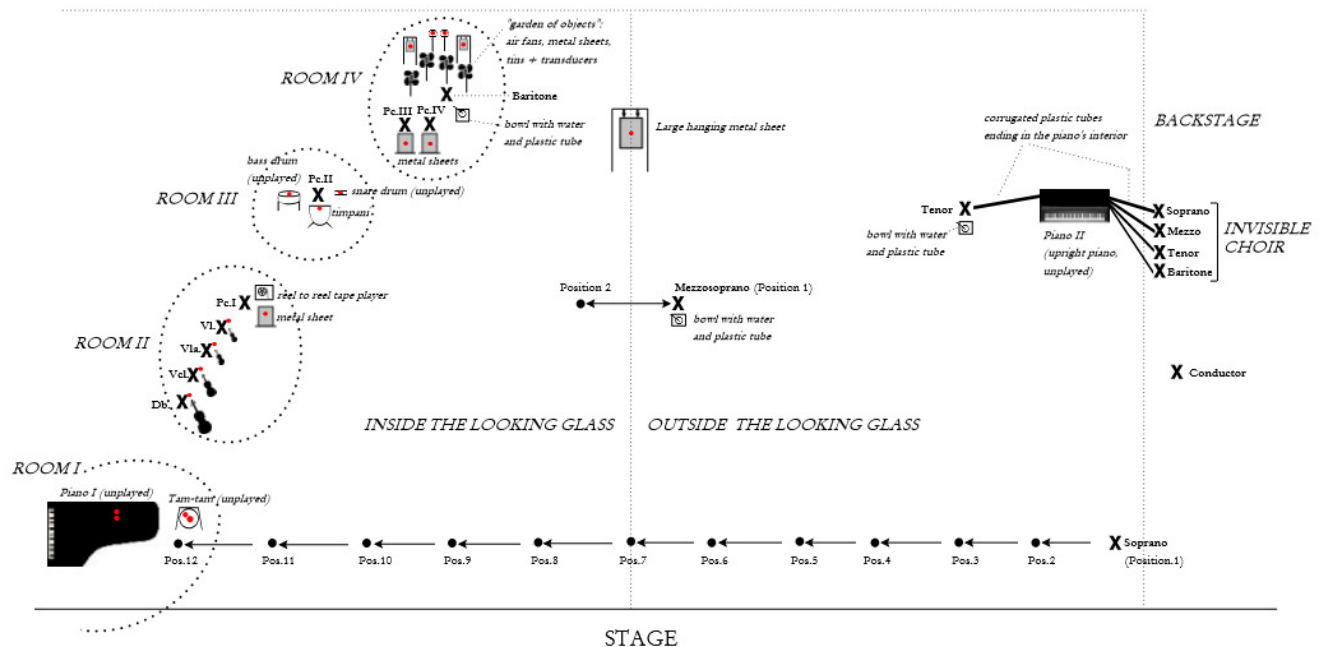 "garden of objects":
air fans, metal sheets,
tins + transducers
ROOM IV
Baritone
Pc.III
Pc.IV
bowl with water
and plastic tube
metal sheets
Large hanging metal sheet
corrugated plastic tubes
ending in the piano's interior
BACKSTAGE
bass drum
(unplayed)
Pc.II
snare drum (unplayed)
timpani
ROOM III
Tenor
bowl with water
and plastic tube
Piano II
(upright piano,
unplayed)
Soprano
Mezzo
Tenor
Baritone
INVISIBLE
CHOIR
Pc.I
reel to reel tape player
metal sheet
Vl.
Vla.
Vcl.
Db.
ROOM II
Position 2
Mezzosoprano (Position 1)
bowl with water
and plastic tube
Conductor
INSIDE THE LOOKING GLASS
OUTSIDE THE LOOKING GLASS
ROOM I
Piano I (unplayed)
Tam-tam (unplayed)
Pos.12
Pos.11
Pos.10
Pos.9
Pos.8
Pos.7
Pos.6
Pos.5
Pos.4
Pos.3
Pos.2
Soprano
(Position.1)
STAGE